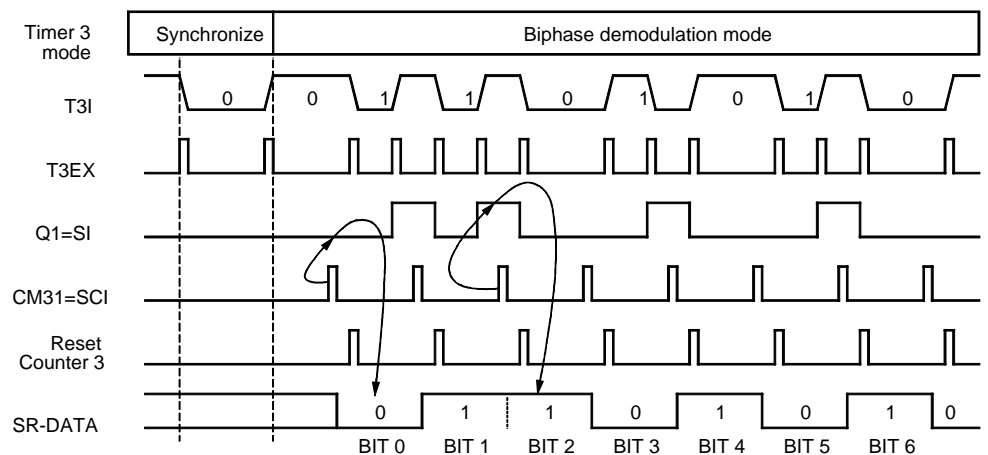 Timer 3
mode
Synchronize
Biphase demodulation mode
T3I
0 0 1 1 0 1 0 1 0
T3EX
Q1=SI
CM31=SCI
Reset
Counter 3
SR-DATA
0 1 1 0 1 0 1 0
BIT 0 BIT 1 BIT 2 BIT 3 BIT 4 BIT 5 BIT 6